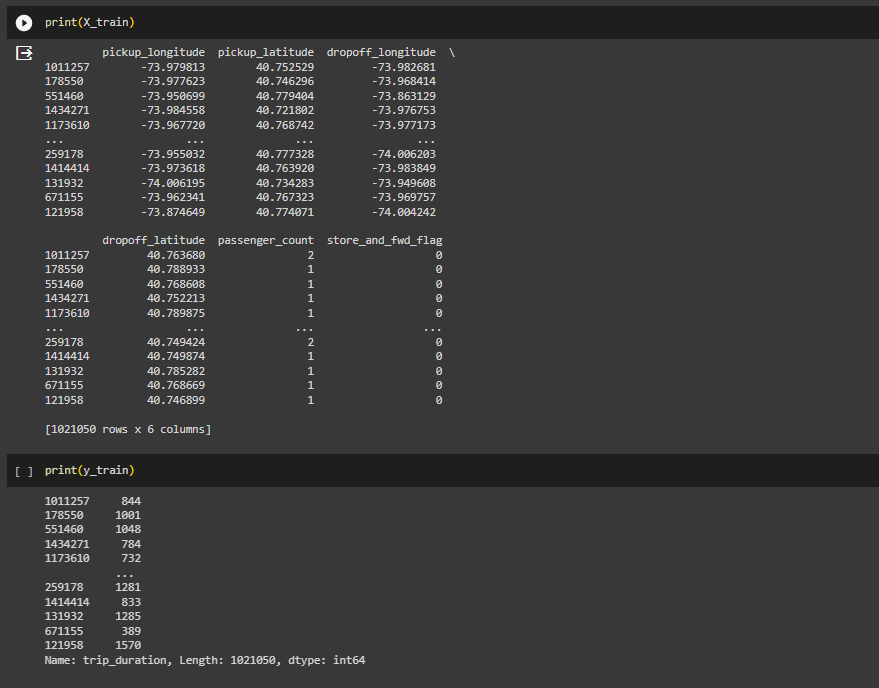 print(X_train)
pickup_longitude pickup_latitude dropoff_longitude \
1011257 -73.979813 40.752529 -73.982681
178550 -73.977623 40.746296 -73.968414
551460 -73.950699 40.779404 -73.863129
1434271 -73.984558 40.721802 -73.976753
1173610 -73.967720 40.768742 -73.977173
... ... ... ...
259178 -73.955032 40.777328 -74.006203
1414414 -73.973618 40.763920 -73.983849
131932 -74.006195 40.734283 -73.949608
671155 -73.962341 40.767323 -73.969757
121958 -73.874649 40.774071 -74.004242
dropoff_latitude passenger_count store_and_fwd_flag
1011257 40.763680 2 0
178550 40.788933 1 0
551460 40.768608 1 0
1434271 40.752213 1 0
1173610 40.789875 1 0
... ... ... ...
259178 40.749424 2 0
1414414 40.749874 1 0
131932 40.785282 1 0
671155 40.768669 1 0
121958 40.746899 1 0
[1021050 rows x 6 columns]
[ ] print(y_train)
1011257 844
178550 1001
551460 1048
1434271 784
1173610 732
...
259178 1281
1414414 833
131932 1285
671155 389
121958 1570
Name: trip_duration, Length: 1021050, dtype: int64